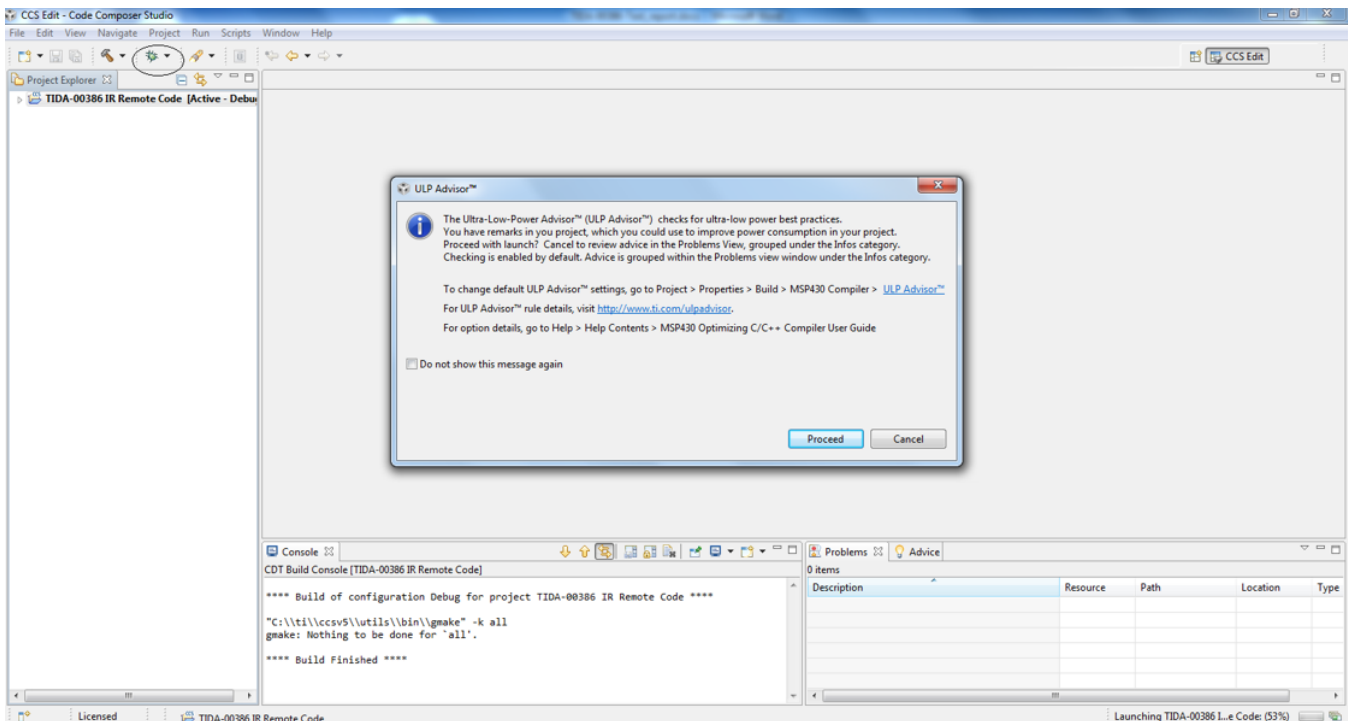 CCS Edit - Code Composer Studio
File Edit View Navigate Project Run Scripts Window Help
CCS Edit
Project Explorer
TIDA-00386 IR Remote Code [Active - Debu
ULP Advisor™
The Ultra-Low-Power Advisor™ (ULP Advisor™) checks for ultra-low power best practices.
You have remarks in you project, which you could use to improve power consumption in your project.
Proceed with launch? Cancel to review advice in the Problems View, grouped under the Infos category.
Checking is enabled by default. Advice is grouped within the Problems view window under the Infos category.
To change default ULP Advisor™ settings, go to Project > Properties > Build > MSP430 Compiler > ULP Advisor™
For ULP Advisor™ rule details, visit http://www.ti.com/ulpadvisor.
For option details, go to Help > Help Contents > MSP430 Optimizing C/C++ Compiler User Guide
Do not show this message again
Proceed Cancel
Console
CDT Build Console [TIDA-00386 IR Remote Code]
**** Build of configuration Debug for project TIDA-00386 IR Remote Code ****
"C:\\ti\\ccsv5\\utils\\bin\\gmake" -k all
gmake: Nothing to be done for `all'.
**** Build Finished ****
Problems Advice
0 items
Description Resource Path Location Type
Licensed TIDA-00386 IR Remote Code Launching TIDA-00386 I...e Code: (53%)